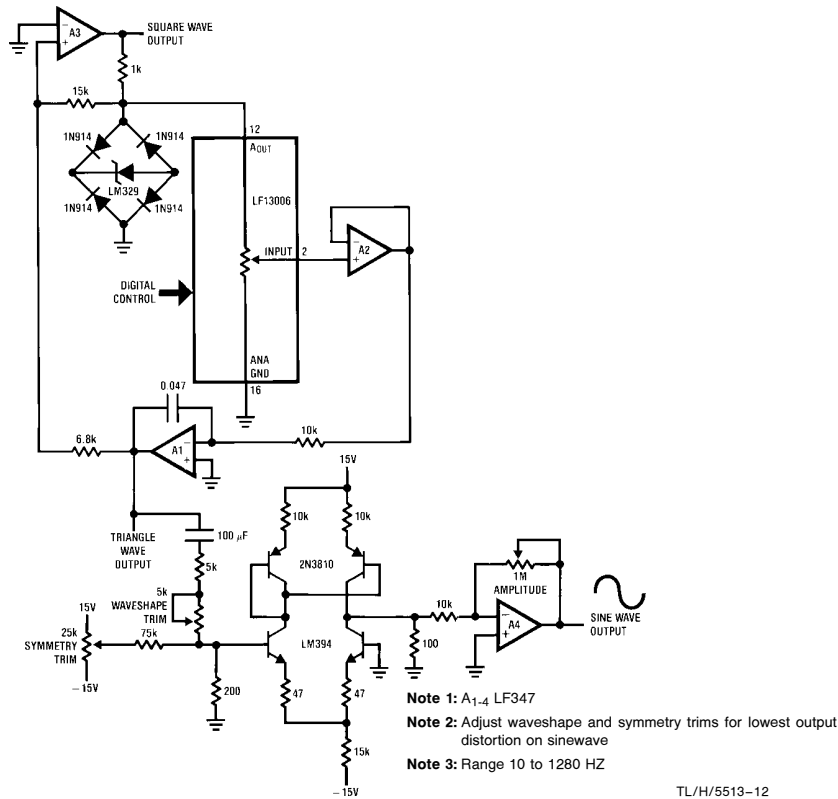 A3
SQUARE WAVE
OUTPUT
1k
15k
1N914
1N914
LM329
1N914
1N914
12
AOUT
LF13006
INPUT
2
A2
DIGITAL
CONTROL
ANA
GND
16
0.047
6.8k
A1
10k
15V
10k
10k
TRIANGLE
WAVE
OUTPUT
100 µF
5k
2N3810
5k
WAVESHAPE
TRIM
15V
25k
SYMMETRY
TRIM
-15V
75k
200
LM394
47
47
15k
-15V
100
10k
1M
AMPLITUDE
A4
SINE WAVE
OUTPUT
Note 1: A1-4 LF347
Note 2: Adjust waveshape and symmetry trims for lowest output
distortion on sinewave
Note 3: Range 10 to 1280 HZ
TL/H/5513–12